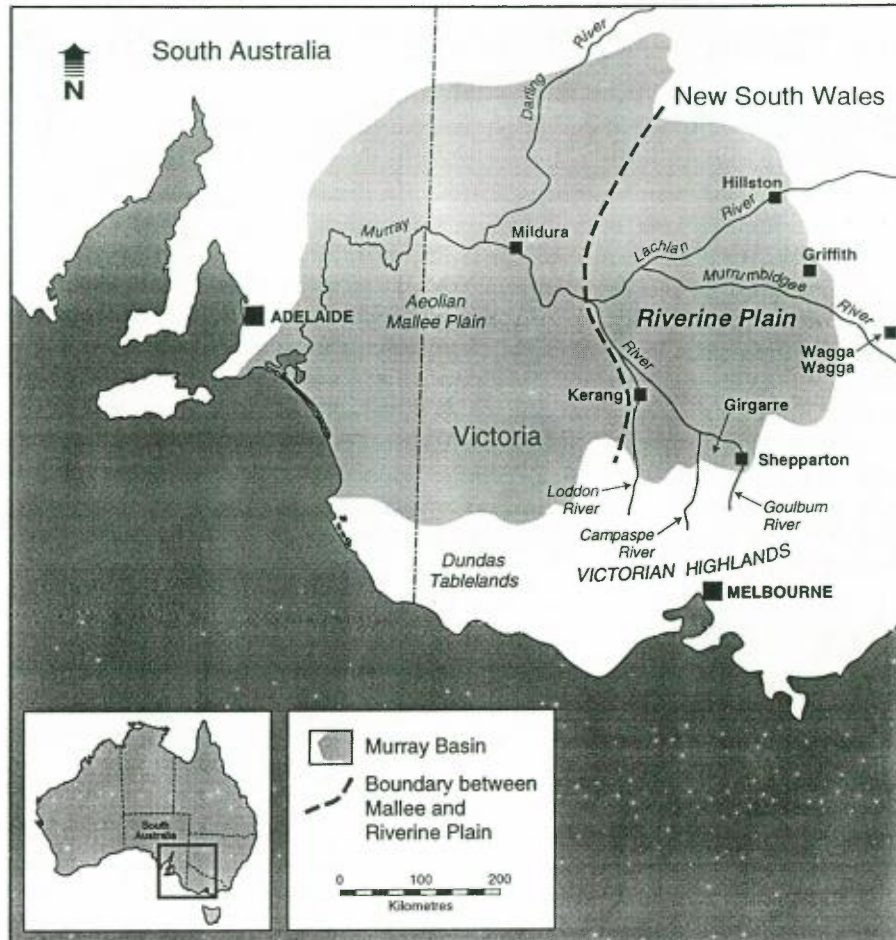 South Australia
N
Darling
River
New South Wales
Hillston
Murray
Mildura
Lachlan
River
Griffith
Murrumbidgee
River
Aeolian
Mallee Plain
ADELAIDE
Riverine Plain
Wagga
Wagga
River
Kerang
Girgarre
Victoria
Shepparton
Loddon
River
Goulburn
River
Campaspe
River
Dundas
Tablelands
VICTORIAN HIGHLANDS
MELBOURNE
South
Australia
Murray Basin
Boundary between
Mallee and
Riverine Plain
0 100 200
Kilometres